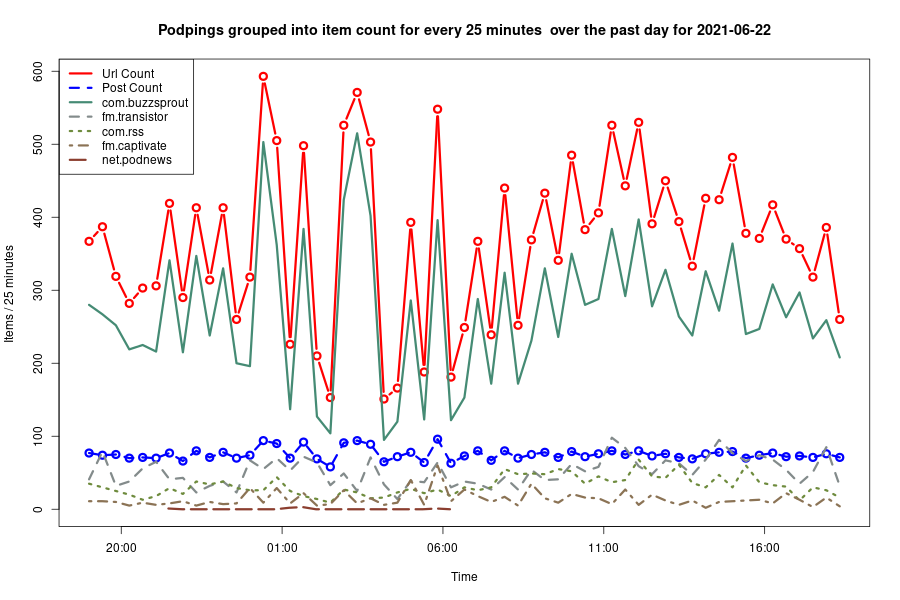 Podpings grouped into item count for every 25 minutes  over the past day for 2021-06-22
Url Count
Post Count
com.buzzsprout
fm.transistor
com.rss
fm.captivate
net.podnews
Items / 25 minutes
600
500
400
300
200
100
0
20:00 01:00 06:00 11:00 16:00
Time